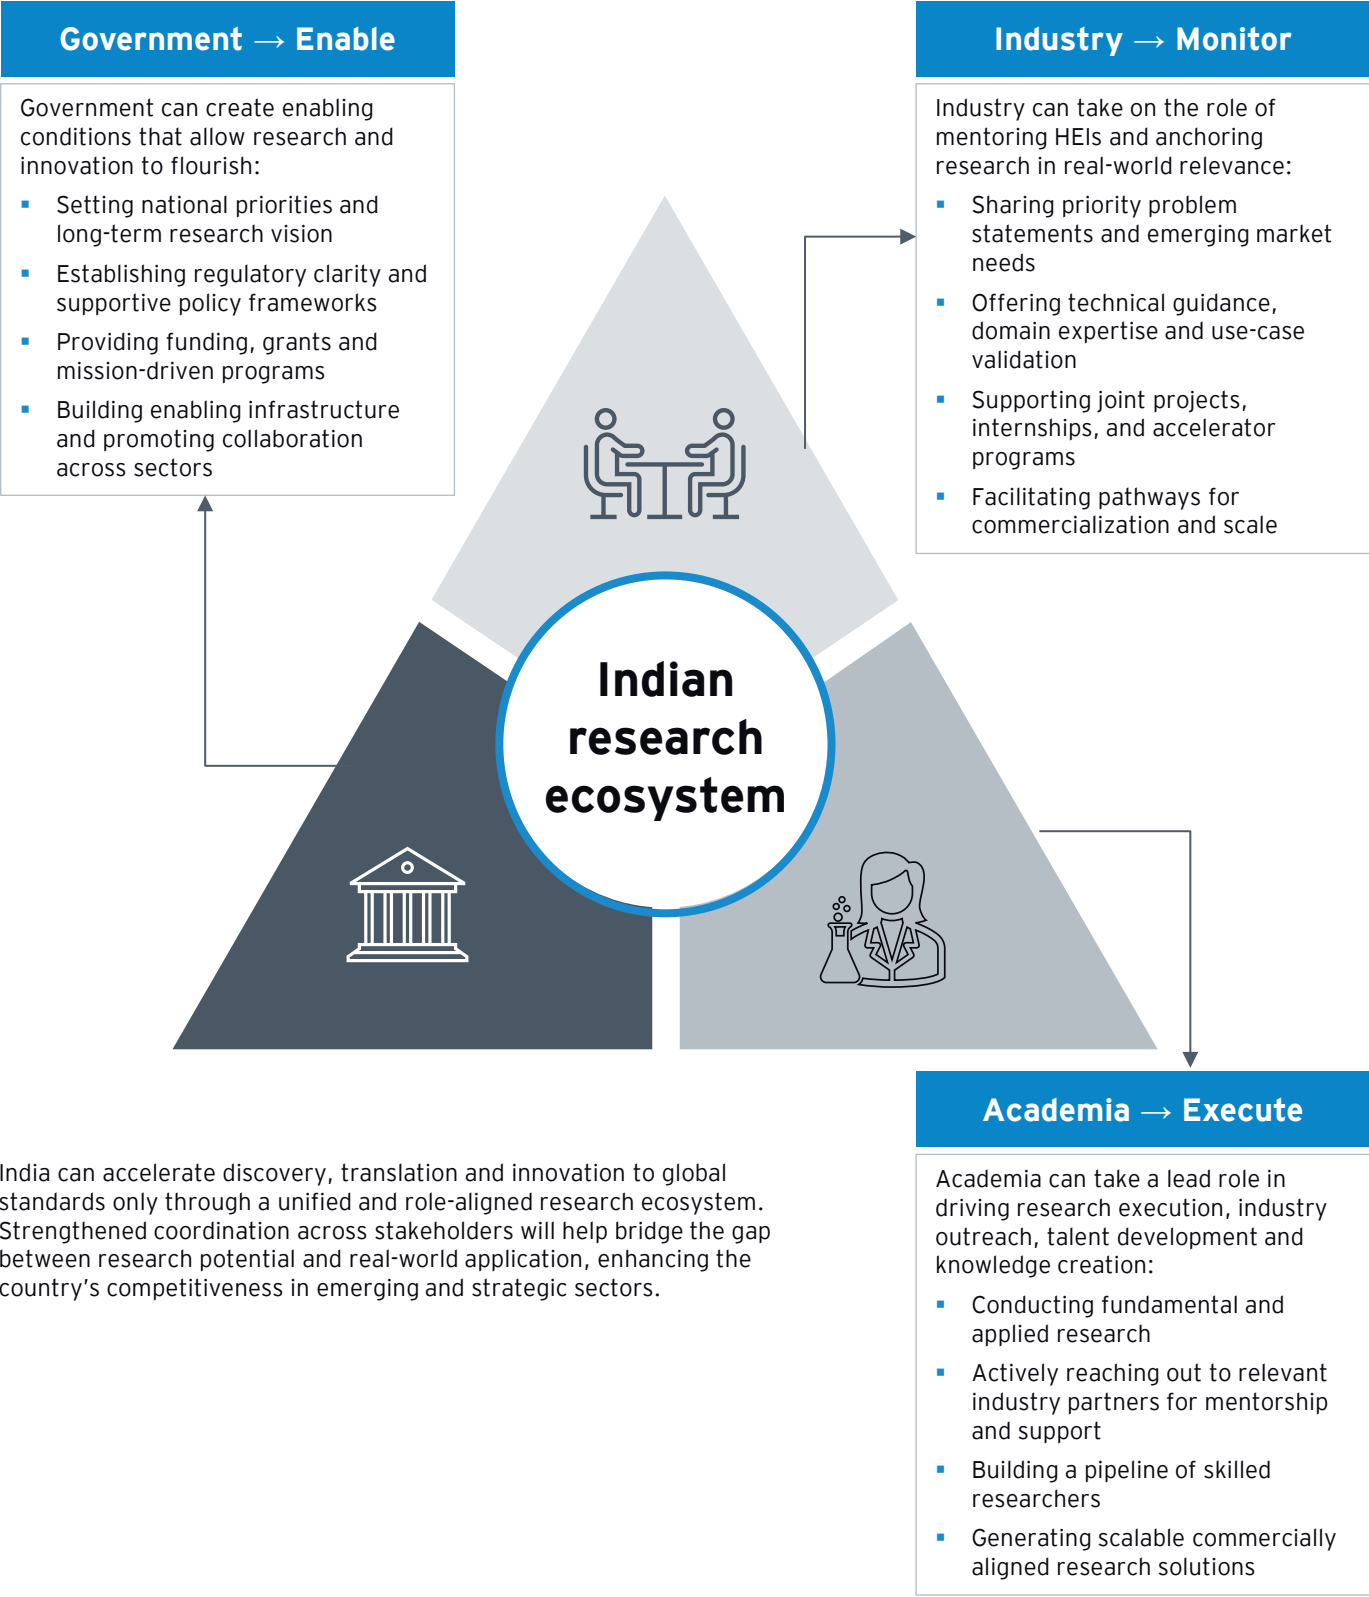 Government → Enable
Government can create enabling
conditions that allow research and
innovation to flourish:
▪ Setting national priorities and
long-term research vision
▪ Establishing regulatory clarity and
supportive policy frameworks
▪ Providing funding, grants and
mission-driven programs
▪ Building enabling infrastructure
and promoting collaboration
across sectors
Industry → Monitor
Industry can take on the role of
mentoring HEIs and anchoring
research in real-world relevance:
▪ Sharing priority problem
statements and emerging market
needs
▪ Offering technical guidance,
domain expertise and use-case
validation
▪ Supporting joint projects,
internships, and accelerator
programs
▪ Facilitating pathways for
commercialization and scale
Indian
research
ecosystem
Academia → Execute
Academia can take a lead role in
driving research execution, industry
outreach, talent development and
knowledge creation:
▪ Conducting fundamental and
applied research
▪ Actively reaching out to relevant
industry partners for mentorship
and support
▪ Building a pipeline of skilled
researchers
▪ Generating scalable commercially
aligned research solutions
India can accelerate discovery, translation and innovation to global
standards only through a unified and role-aligned research ecosystem.
Strengthened coordination across stakeholders will help bridge the gap
between research potential and real-world application, enhancing the
country's competitiveness in emerging and strategic sectors.